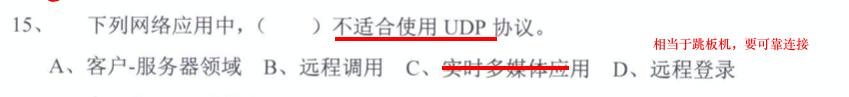 15、 下列网络应用中，（ ）不适合使用 UDP 协议。
相当于跳板机，要可靠连接
A、客户-服务器领域 B、远程调用 C、实时多媒体应用 D、远程登录